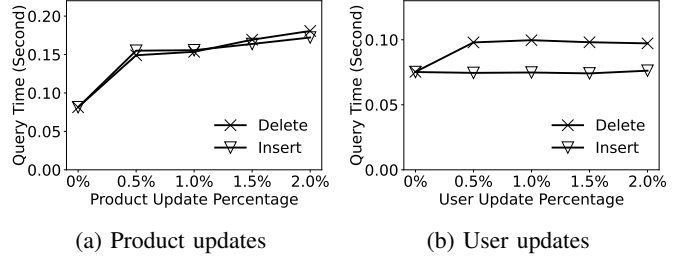 Query Time (Second)
0.20
0.15
0.10
0.05
0.00
Delete
Insert
0% 0.5% 1.0% 1.5% 2.0%
Product Update Percentage
(a) Product updates
Query Time (Second)
0.10
0.05
0.00
Delete
Insert
0% 0.5% 1.0% 1.5% 2.0%
User Update Percentage
(b) User updates